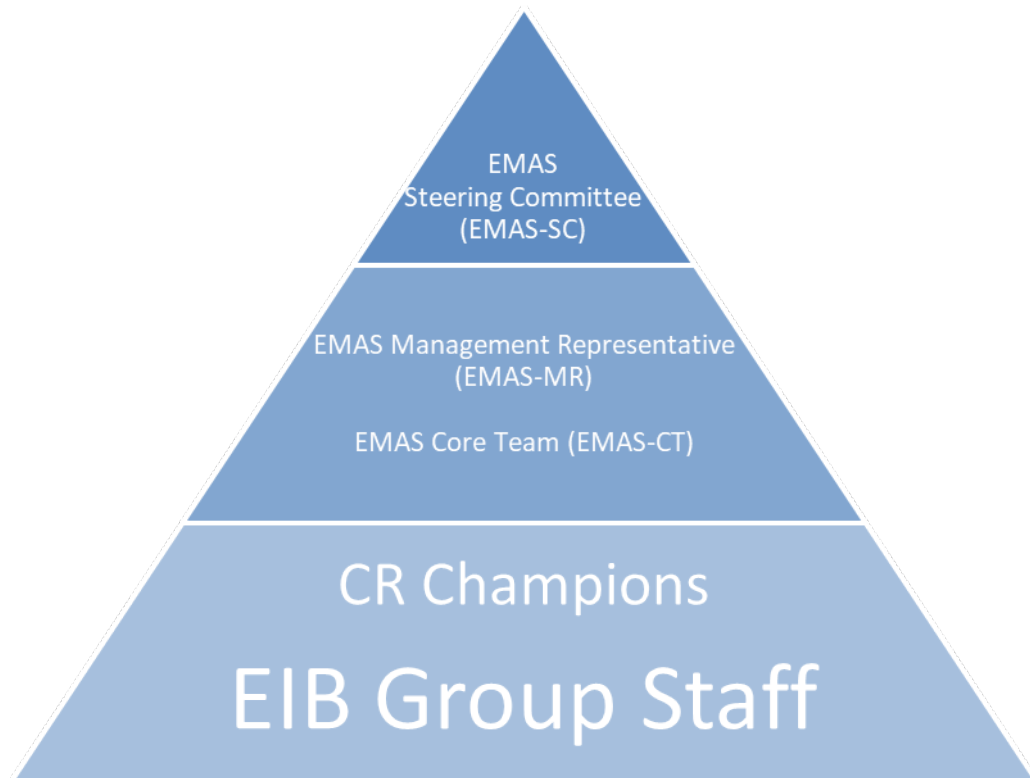 EMAS
Steering Committee
(EMAS-SC)
EMAS Management Representative
(EMAS-MR)
EMAS Core Team (EMAS-CT)
CR Champions
EIB Group Staff